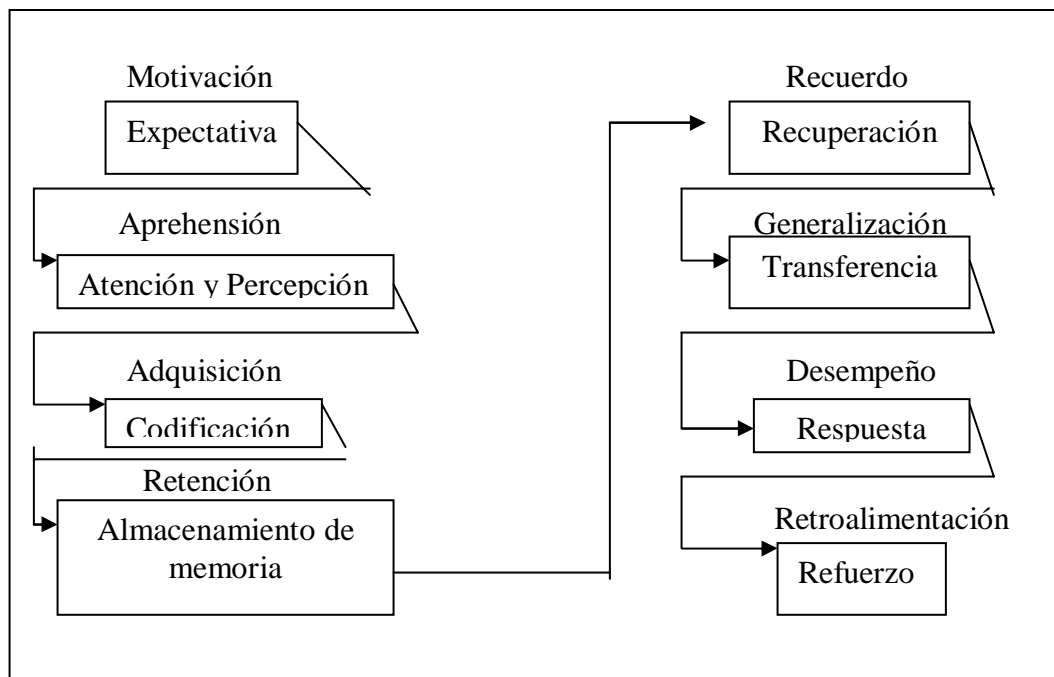 Motivación
Expectativa
Aprehensión
Atención y Percepción
Adquisición
Codificación
Retención
Almacenamiento de
memoria
Recuerdo
Recuperación
Generalización
Transferencia
Desempeño
Respuesta
Retroalimentación
Refuerzo